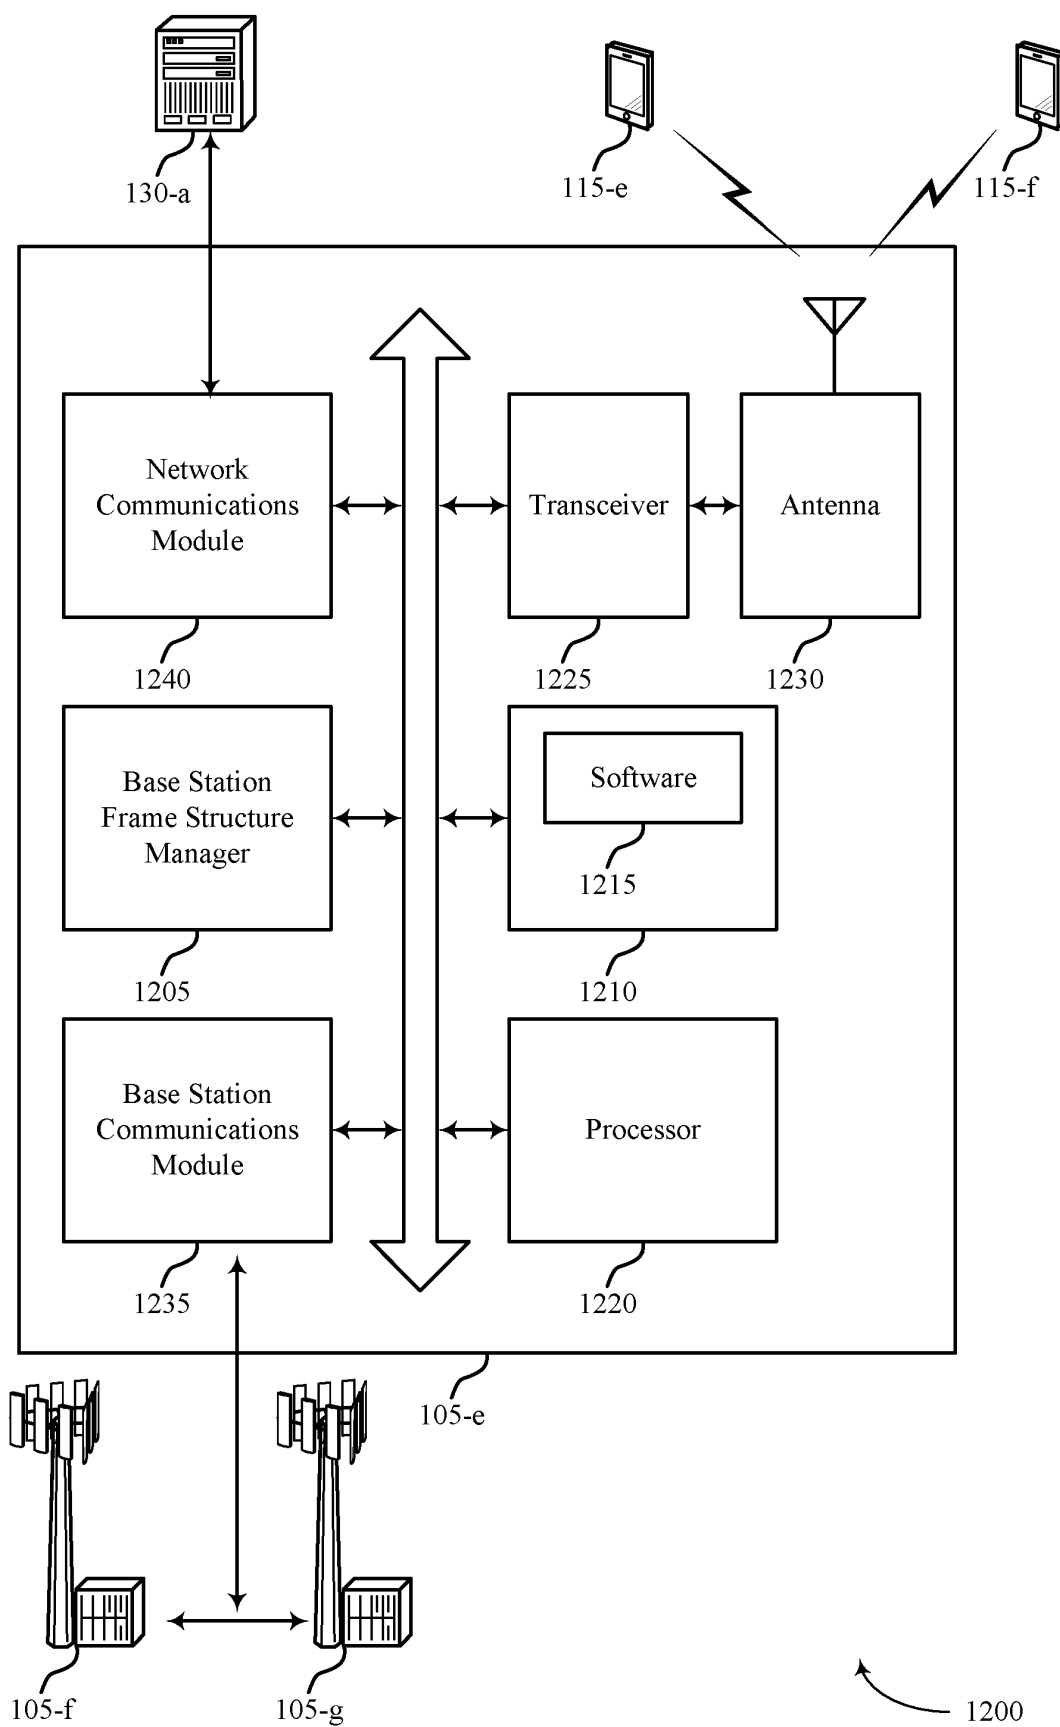 130-a
115-e
115-f
Network
Communications
Module
1240
Transceiver
1225
Antenna
1230
Base Station
Frame Structure
Manager
1205
Software
1215
1210
Base Station
Communications
Module
1235
Processor
1220
105-e
105-f
105-g
1200